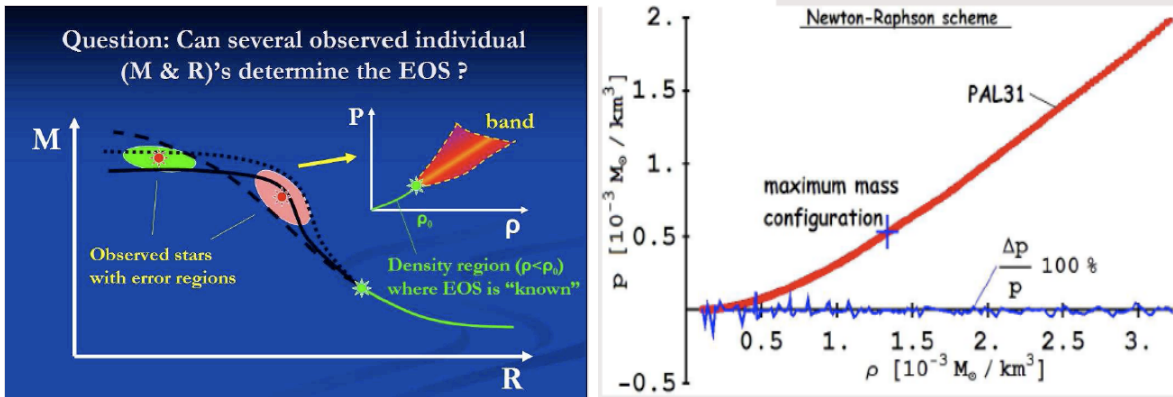 Question: Can several observed individual
(M & R)'s determine the EOS ?
M
P
band
ρ₀
ρ
Observed stars
with error regions
Density region (ρ<ρ₀)
where EOS is “known”
R
Newton-Raphson scheme
2.
1.5
1.0
0.5
-0.5
p [10⁻³ M☉ / km³]
PAL31
maximum mass
configuration
Δp
p
100 %
0.5 1. 1.5 2. 2.5 3.
ρ [10⁻³ M☉ / km³]